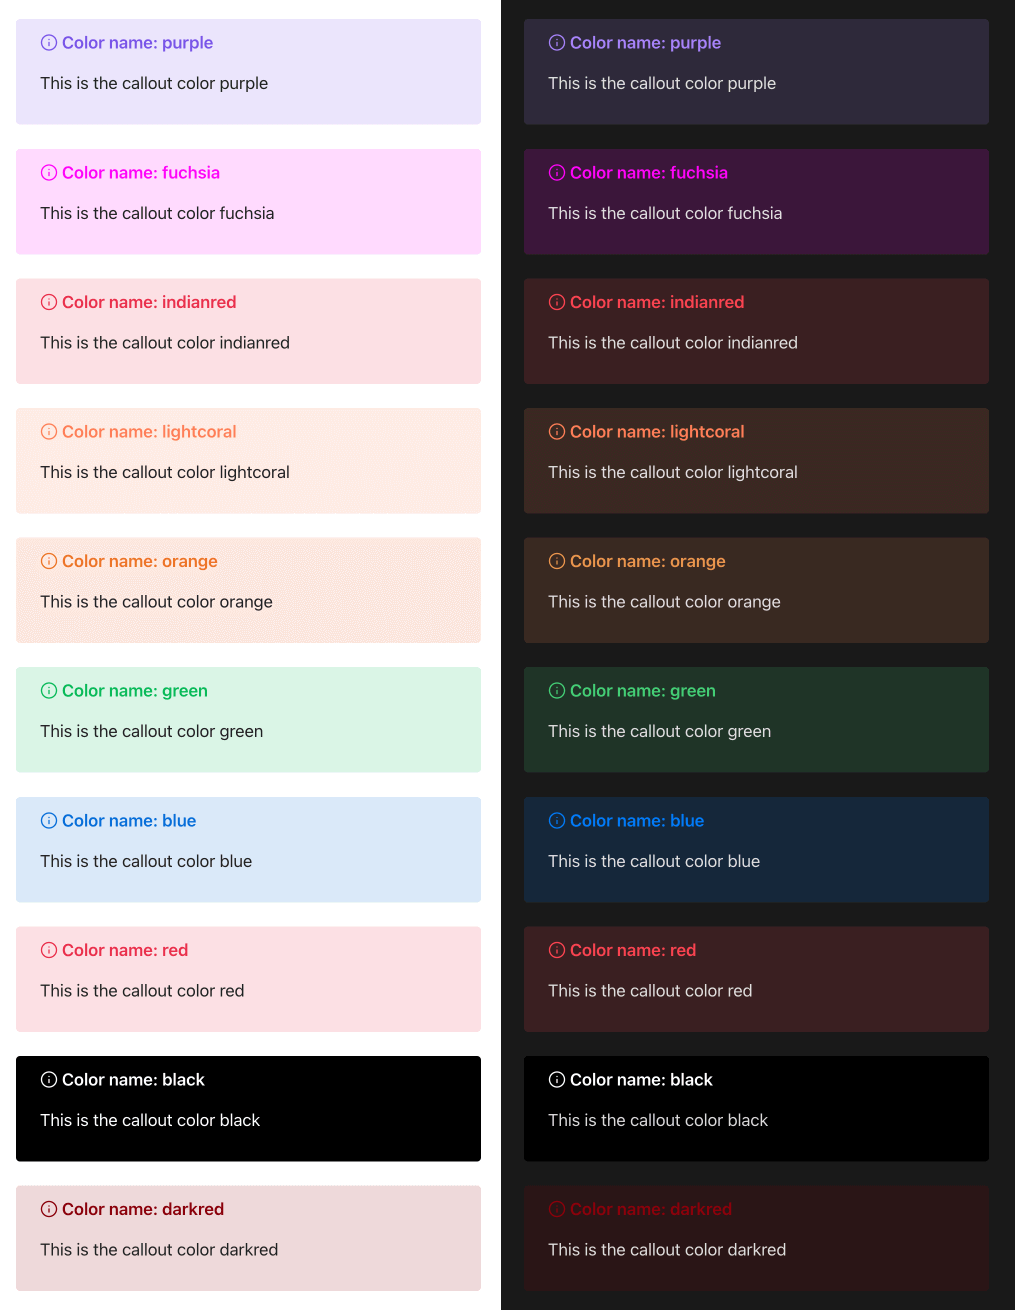 Color name: purple
This is the callout color purple
Color name: fuchsia
This is the callout color fuchsia
Color name: indianred
This is the callout color indianred
Color name: lightcoral
This is the callout color lightcoral
Color name: orange
This is the callout color orange
Color name: green
This is the callout color green
Color name: blue
This is the callout color blue
Color name: red
This is the callout color red
Color name: black
This is the callout color black
Color name: darkred
This is the callout color darkred
Color name: purple
This is the callout color purple
Color name: fuchsia
This is the callout color fuchsia
Color name: indianred
This is the callout color indianred
Color name: lightcoral
This is the callout color lightcoral
Color name: orange
This is the callout color orange
Color name: green
This is the callout color green
Color name: blue
This is the callout color blue
Color name: red
This is the callout color red
Color name: black
This is the callout color black
Color name: darkred
This is the callout color darkred